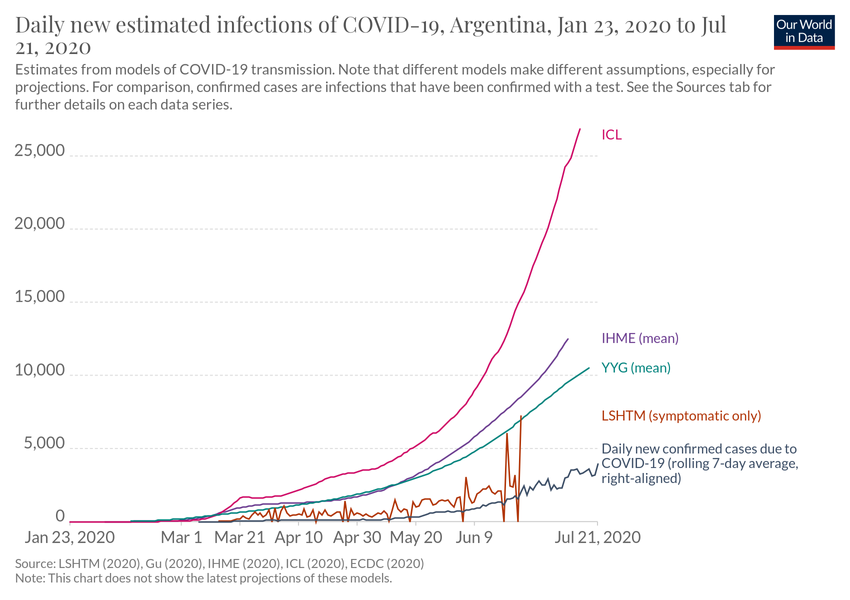 Daily new estimated infections of COVID-19, Argentina, Jan 23, 2020 to Jul
21, 2020
Our World
in Data
Estimates from models of COVID-19 transmission. Note that different models make different assumptions, especially for
projections. For comparison, confirmed cases are infections that have been confirmed with a test. See the Sources tab for
further details on each data series.
25,000
20,000
15,000
10,000
5,000
0
ICL
IHME (mean)
YYG (mean)
LSHTM (symptomatic only)
Daily new confirmed cases due to
COVID-19 (rolling 7-day average,
right-aligned)
Jan 23, 2020
Mar 1
Mar 21
Apr 10
Apr 30
May 20
Jun 9
Jul 21, 2020
Source: LSHTM (2020), Gu (2020), IHME (2020), ICL (2020), ECDC (2020)
Note: This chart does not show the latest projections of these models.